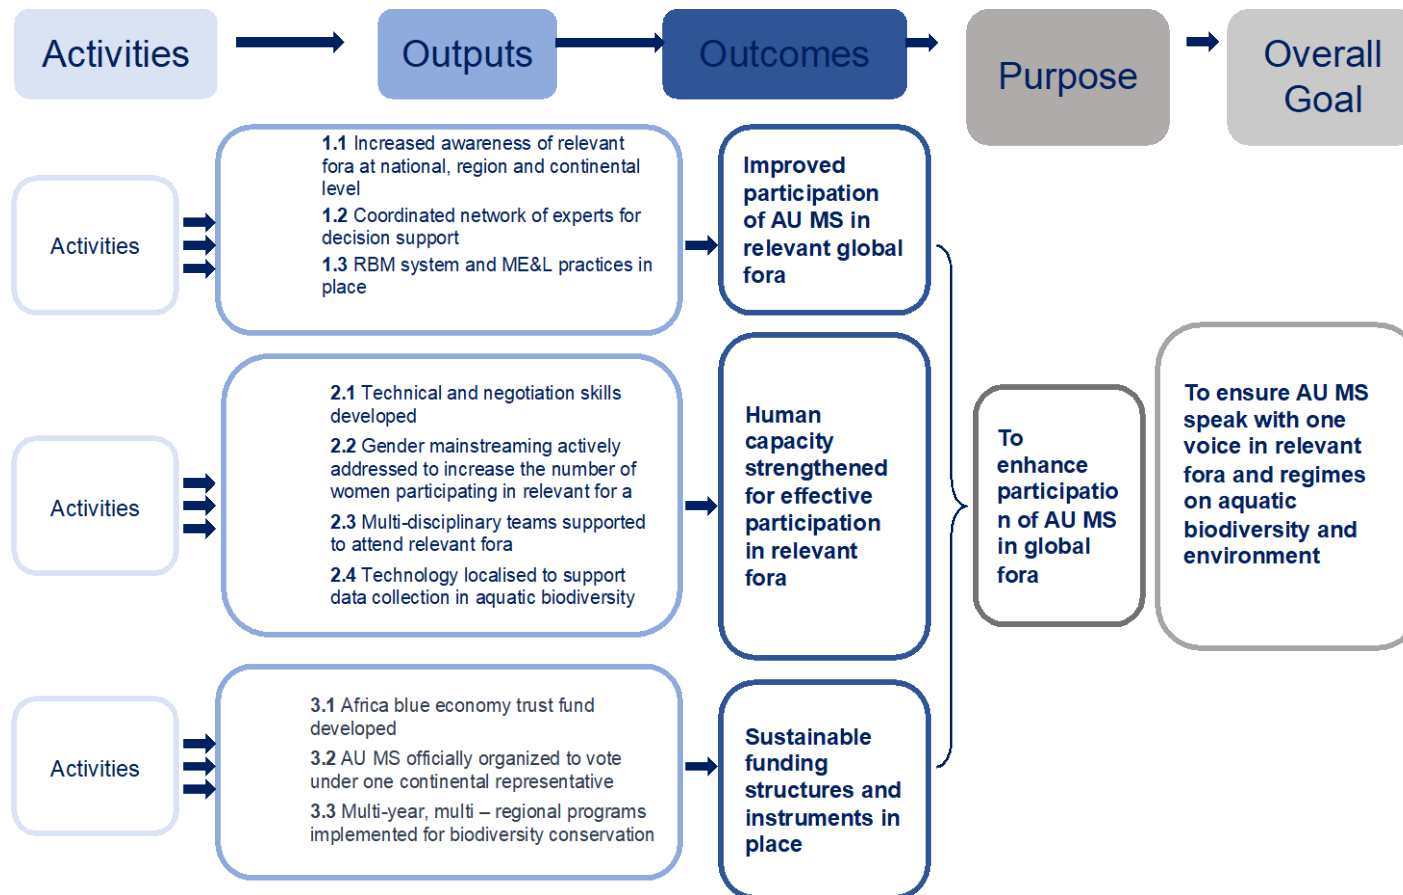 Activities
Outputs
Outcomes
Purpose
Overall
Goal
Activities
1.1 Increased awareness of relevant
fora at national, region and continental
level
1.2 Coordinated network of experts for
decision support
1.3 RBM system and ME&L practices in
place
Improved
participation
of AU MS in
relevant global
fora
Activities
2.1 Technical and negotiation skills
developed
2.2 Gender mainstreaming actively
addressed to increase the number of
women participating in relevant for a
2.3 Multi-disciplinary teams supported
to attend relevant fora
2.4 Technology localised to support
data collection in aquatic biodiversity
Human
capacity
strengthened
for effective
participation
in relevant
fora
Activities
3.1 Africa blue economy trust fund
developed
3.2 AU MS officially organized to vote
under one continental representative
3.3 Multi-year, multi – regional programs
implemented for biodiversity conservation
Sustainable
funding
structures and
instruments in
place
To
enhance
participatio
n of AU MS
in global
fora
To ensure AU MS
speak with one
voice in relevant
fora and regimes
on aquatic
biodiversity and
environment